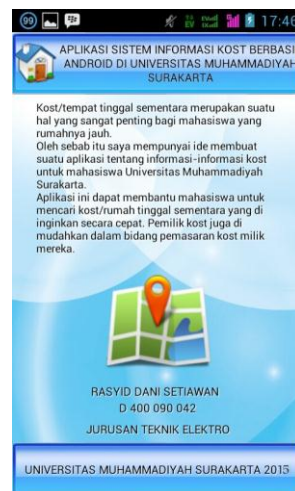 99
17:46
APLIKASI SISTEM INFORMASI KOST BERBASI
ANDROID DI UNIVERSITAS MUHAMMADIYAH
SURAKARTA
Kost/tempat tinggal sementara merupakan suatu
hal yang sangat penting bagi mahasiswa yang
rumahnya jauh.
Oleh sebab itu saya mempunyai ide membuat
suatu aplikasi tentang informasi-informasi kost
untuk mahasiswa Universitas Muhammadiyah
Surakarta.
Aplikasi ini dapat membantu mahasiswa untuk
mencari kost/rumah tinggal sementara yang di
inginkan secara cepat. Pemilik kost juga di
mudahkan dalam bidang pemasaran kost milik
mereka.
RASYID DANI SETIAWAN
D 400 090 042
JURUSAN TEKNIK ELEKTRO
UNIVERSITAS MUHAMMADIYAH SURAKARTA 2015